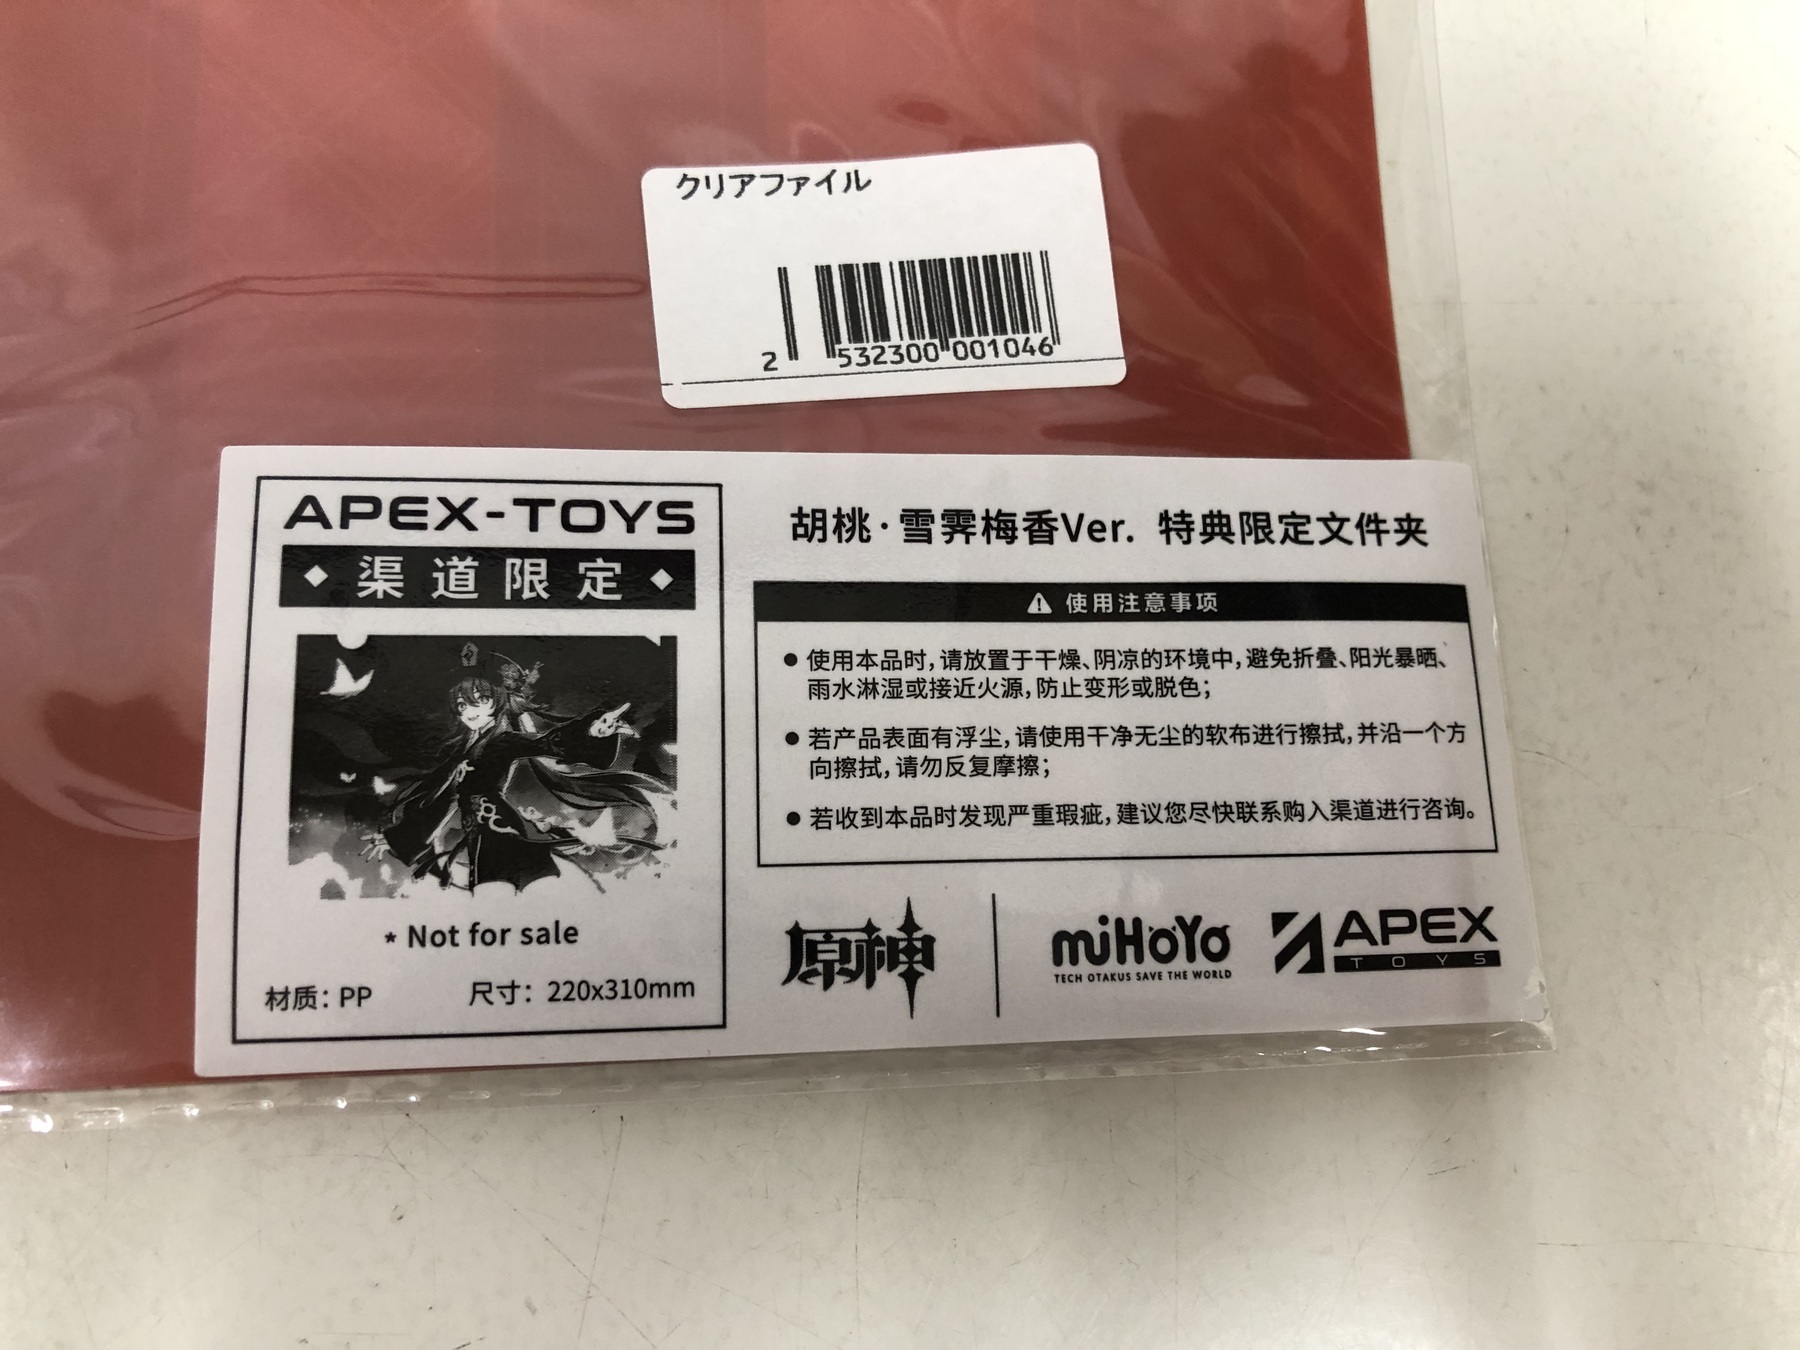 クリアファイル
2 532300 001046
APEX-TOYS
渠道限定
* Not for sale
材质：PP 尺寸：220x310mm
胡桃·雪霁梅香Ver. 特典限定文件夹
使用注意事项
● 使用本品时，请放置于干燥、阴凉的环境中，避免折叠、阳光暴晒、
雨水淋湿或接近火源，防止变形或脱色；
● 若产品表面有浮尘，请使用干净无尘的软布进行擦拭，并沿一个方
向擦拭，请勿反复摩擦；
● 若收到本品时发现严重瑕疵，建议您尽快联系购入渠道进行咨询。
原神
miHoYo
TECH OTAKUS SAVE THE WORLD
APEX
TOYS